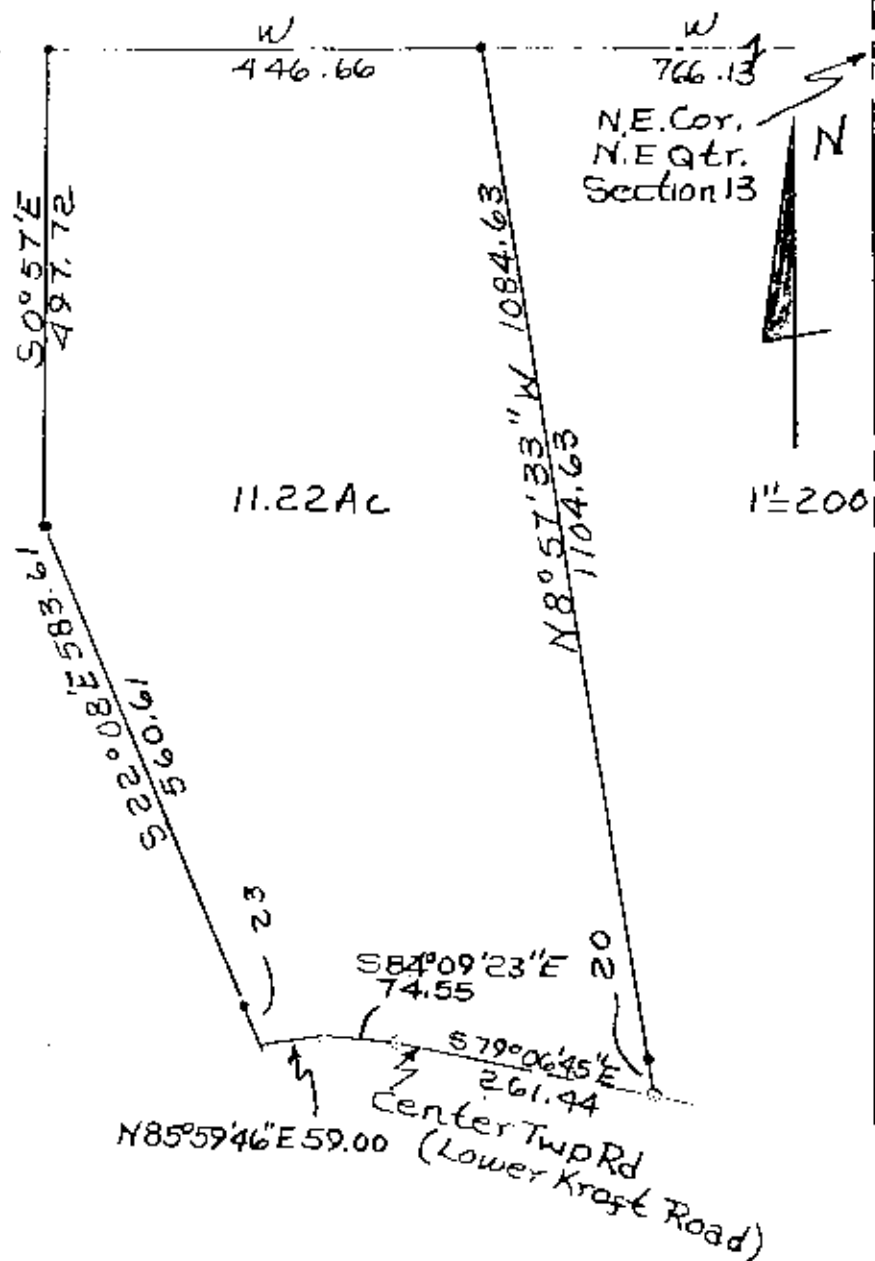 W
446.66
W
766.13
N.E. Cor.
N.E Qtr.
Section 13
N
S0°57'E
497.72
1084.63
N8°57'33" W
1104.63
11.22Ac
1"=200
S22°08'E 583.61
560.61
23
20
S84°09'23"E
74.55
S79°06'45"E
261.44
N85°59'46"E 59.00
Center Twp Rd
(Lower Kraft Road)